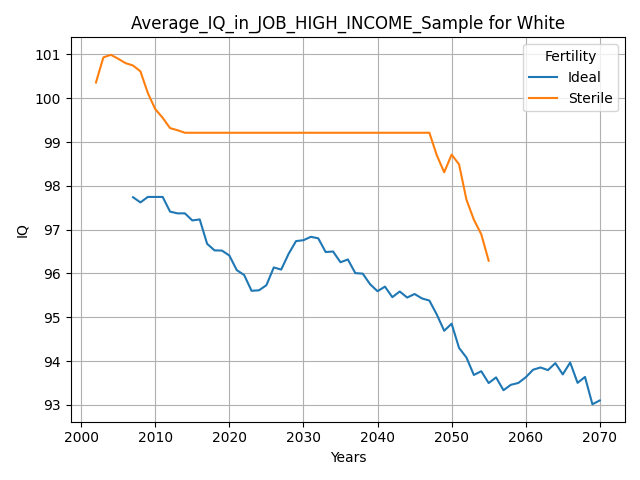 Average_IQ_in_JOB_HIGH_INCOME_Sample for White
Fertility
Ideal
Sterile
IQ
101
100
99
98
97
96
95
94
93
2000 2010 2020 2030 2040 2050 2060 2070
Years